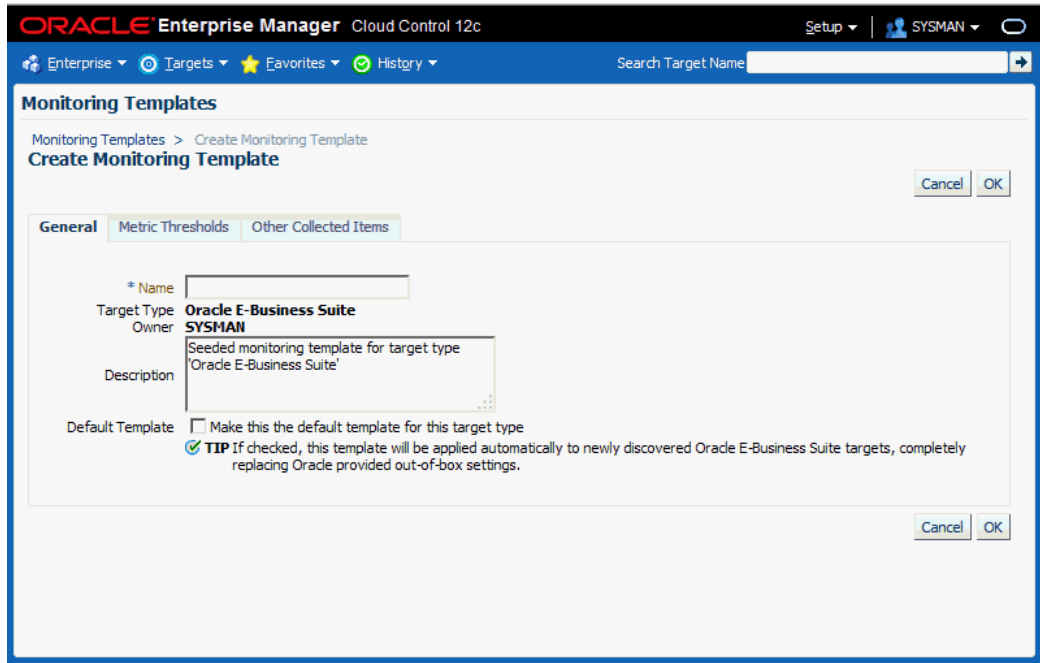 ORACLE Enterprise Manager Cloud Control 12c
Setup SYSMAN
Enterprise Targets Favorites History Search Target Name
Monitoring Templates
Monitoring Templates > Create Monitoring Template
Create Monitoring Template
Cancel OK
General Metric Thresholds Other Collected Items
* Name
Target Type Oracle E-Business Suite
Owner SYSMAN
Description Seeded monitoring template for target type
'Oracle E-Business Suite'
Default Template Make this the default template for this target type
TIP If checked, this template will be applied automatically to newly discovered Oracle E-Business Suite targets, completely
replacing Oracle provided out-of-box settings.
Cancel OK